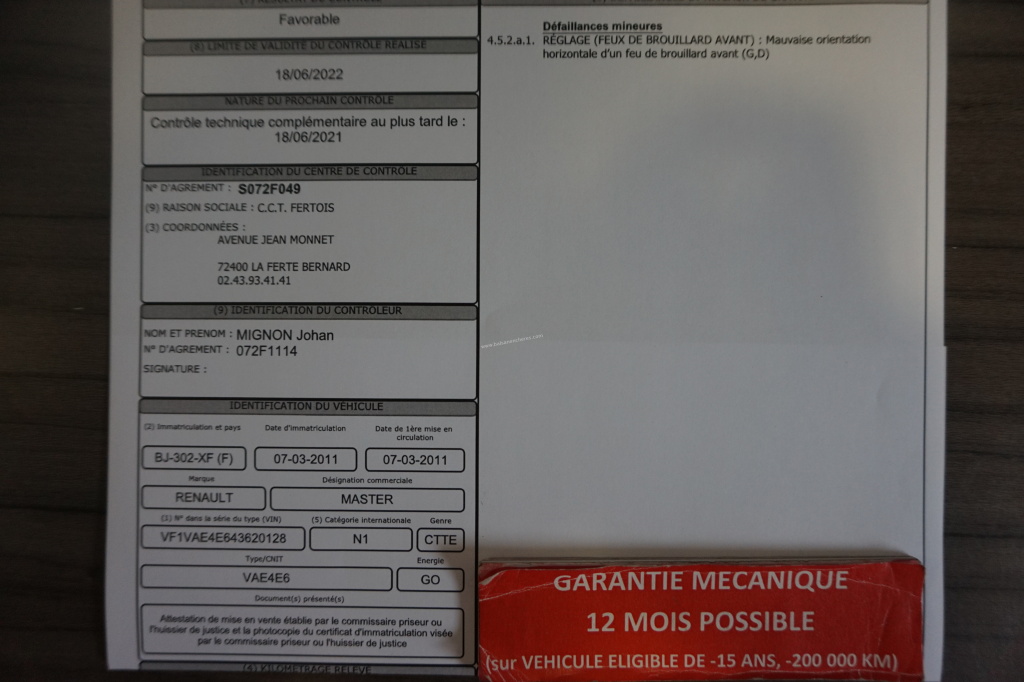 Favorable
(8) LIMITE DE VALIDITÉ DU CONTRÔLE RÉALISÉ
18/06/2022
NATURE DU PROCHAIN CONTRÔLE
Contrôle technique complémentaire au plus tard le :
18/06/2021
IDENTIFICATION DU CENTRE DE CONTRÔLE
N° D'AGREMENT : S072F049
(9) RAISON SOCIALE : C.C.T. FERTOIS
(3) COORDONNÉES :
AVENUE JEAN MONNET
72400 LA FERTE BERNARD
02.43.93.41.41
(9) IDENTIFICATION DU CONTRÔLEUR
NOM ET PRENOM : MIGNON Johan
N° D'AGREMENT : 072F1114
SIGNATURE :
IDENTIFICATION DU VÉHICULE
(2) Immatriculation et pays
Date d'immatriculation
Date de 1ère mise en
circulation
BJ-302-XF (F)
07-03-2011
07-03-2011
Marque
Désignation commerciale
RENAULT
MASTER
(1) N° dans la série du type (VIN)
(5) Catégorie internationale
Genre
VF1VAE4E643620128
N1
CTTE
Type/CNIT
Energie
VAE4E6
GO
Document(s) présenté(s)
Attestation de mise en vente établie par le commissaire priseur ou
l'huissier de justice et la photocopie du certificat d'immatriculation visée
par le commissaire priseur ou l'huissier de justice
(4) KILOMÉTRAGE RELEVÉ
Défaillances mineures
4.5.2.a.1. RÉGLAGE (FEUX DE BROUILLARD AVANT) : Mauvaise orientation
horizontale d'un feu de brouillard avant (G,D)
GARANTIE MECANIQUE
12 MOIS POSSIBLE
(sur VEHICULE ELIGIBLE DE -15 ANS, -200 000 KM)